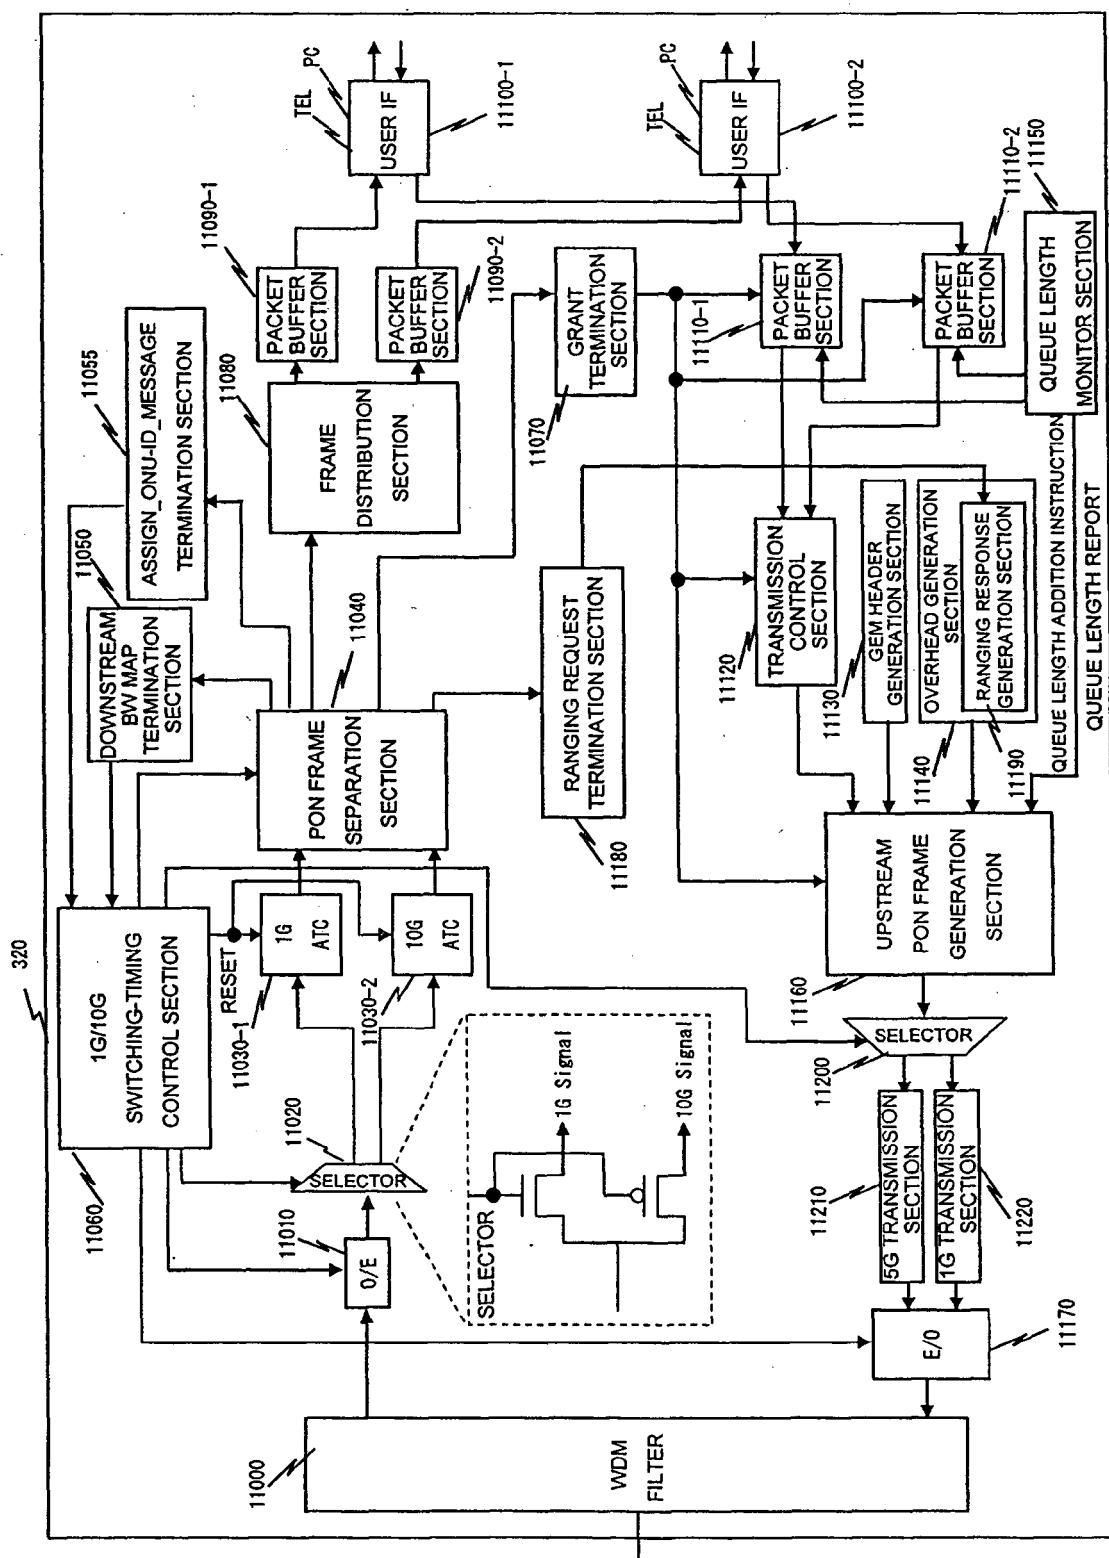 320
1G/10G
SWITCHING-TIMING
CONTROL SECTION
11060
DOWNSTREAM
BW MAP
TERMINATION
SECTION
11050
ASSIGN_ONU-ID_MESSAGE
TERMINATION SECTION
11055
RESET
1G
ATC
11030-1
10G
ATC
11030-2
PON FRAME
SEPARATION
SECTION
11040
FRAME
DISTRIBUTION
SECTION
11080
PACKET
BUFFER
SECTION
11090-1
PACKET
BUFFER
SECTION
11090-2
TEL
PC
USER IF
11100-1
TEL
PC
USER IF
11100-2
11000
WDM
FILTER
11010
O/E
11020
SELECTOR
SELECTOR
1G Signal
10G Signal
GRANT
TERMINATION
SECTION
11070
RANGING REQUEST
TERMINATION SECTION
11180
11110-1
PACKET
BUFFER
SECTION
PACKET
BUFFER
SECTION
11110-2
QUEUE LENGTH
MONITOR SECTION
11150
TRANSMISSION
CONTROL
SECTION
11120
GEM HEADER
GENERATION SECTION
11130
OVERHEAD GENERATION
SECTION
11140
RANGING RESPONSE
GENERATION SECTION
11190
QUEUE LENGTH ADDITION INSTRUCTION
QUEUE LENGTH REPORT
UPSTREAM
PON FRAME
GENERATION
SECTION
11160
SELECTOR
11200
5G TRANSMISSION
SECTION
11210
1G TRANSMISSION
SECTION
11220
E/O
11170